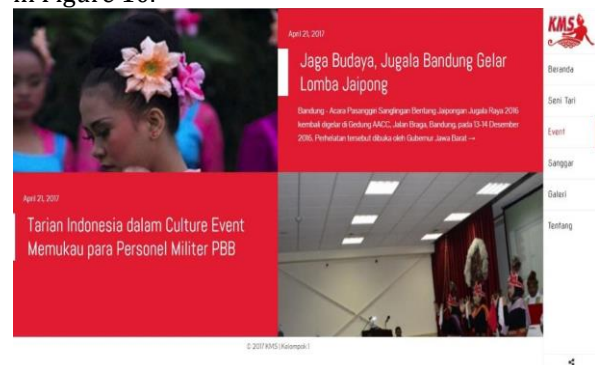 in Figure 10.
April 21, 2017
Jaga Budaya, Jugala Bandung Gelar
Lomba Jaipong
Bandung - Acara Pasanggiri Sanglingan Bentang Jaipongan Jugala Raya 2016
kembali digelar di Gedung AACC, Jalan Braga, Bandung, pada 13-14 Desember
2016. Perhelatan tersebut dibuka oleh Gubernur Jawa Barat →
April 21, 2017
Tarian Indonesia dalam Culture Event
Memukau para Personel Militer PBB
KMS
Beranda
Seni Tari
Event
Sanggar
Galeri
Tentang
© 2017 KMS | Kelompok 1